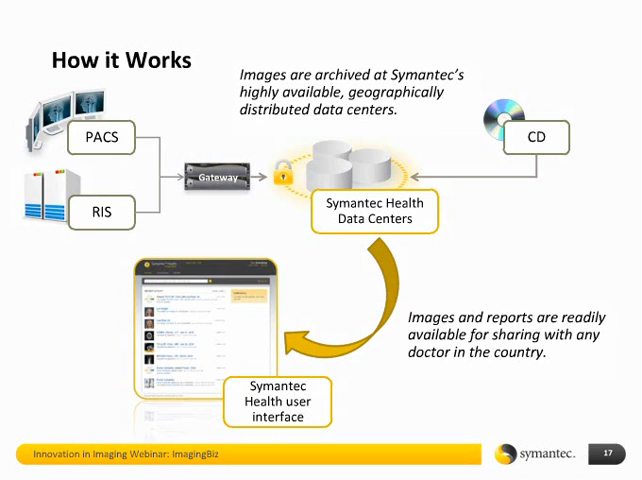 How it Works
Images are archived at Symantec's
highly available, geographically
distributed data centers.
PACS
CD
Gateway
RIS
Symantec Health
Data Centers
Images and reports are readily
available for sharing with any
doctor in the country.
Symantec
Health user
interface
Innovation in Imaging Webinar: ImagingBiz
symantec.
17